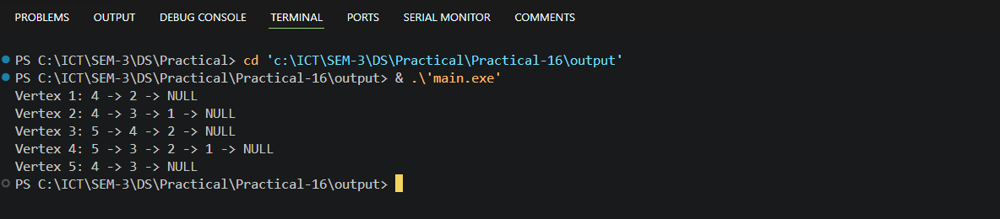 PROBLEMS OUTPUT DEBUG CONSOLE TERMINAL PORTS SERIAL MONITOR COMMENTS
PS C:\ICT\SEM-3\DS\Practical> cd 'c:\ICT\SEM-3\DS\Practical\Practical-16\output'
PS C:\ICT\SEM-3\DS\Practical\Practical-16\output> & .\'main.exe'
Vertex 1: 4 -> 2 -> NULL
Vertex 2: 4 -> 3 -> 1 -> NULL
Vertex 3: 5 -> 4 -> 2 -> NULL
Vertex 4: 5 -> 3 -> 2 -> 1 -> NULL
Vertex 5: 4 -> 3 -> NULL
PS C:\ICT\SEM-3\DS\Practical\Practical-16\output>